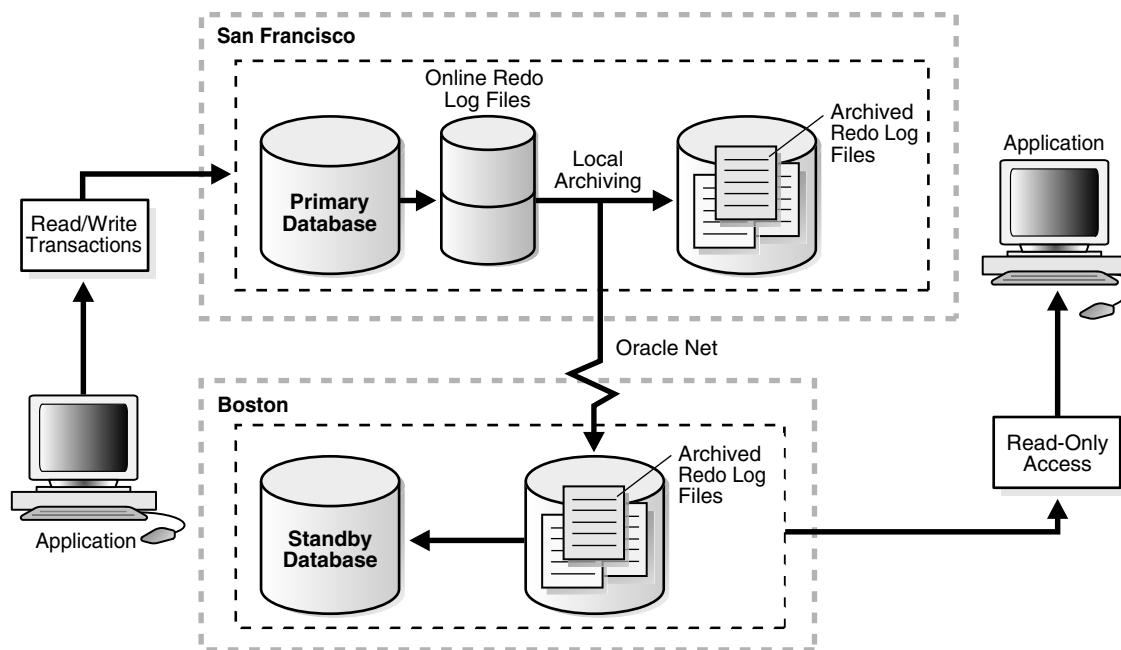 San Francisco
Online Redo
Log Files
Archived
Redo Log
Files
Local
Archiving
Primary
Database
Read/Write
Transactions
Application
Application
Oracle Net
Boston
Archived
Redo Log
Files
Standby
Database
Read-Only
Access